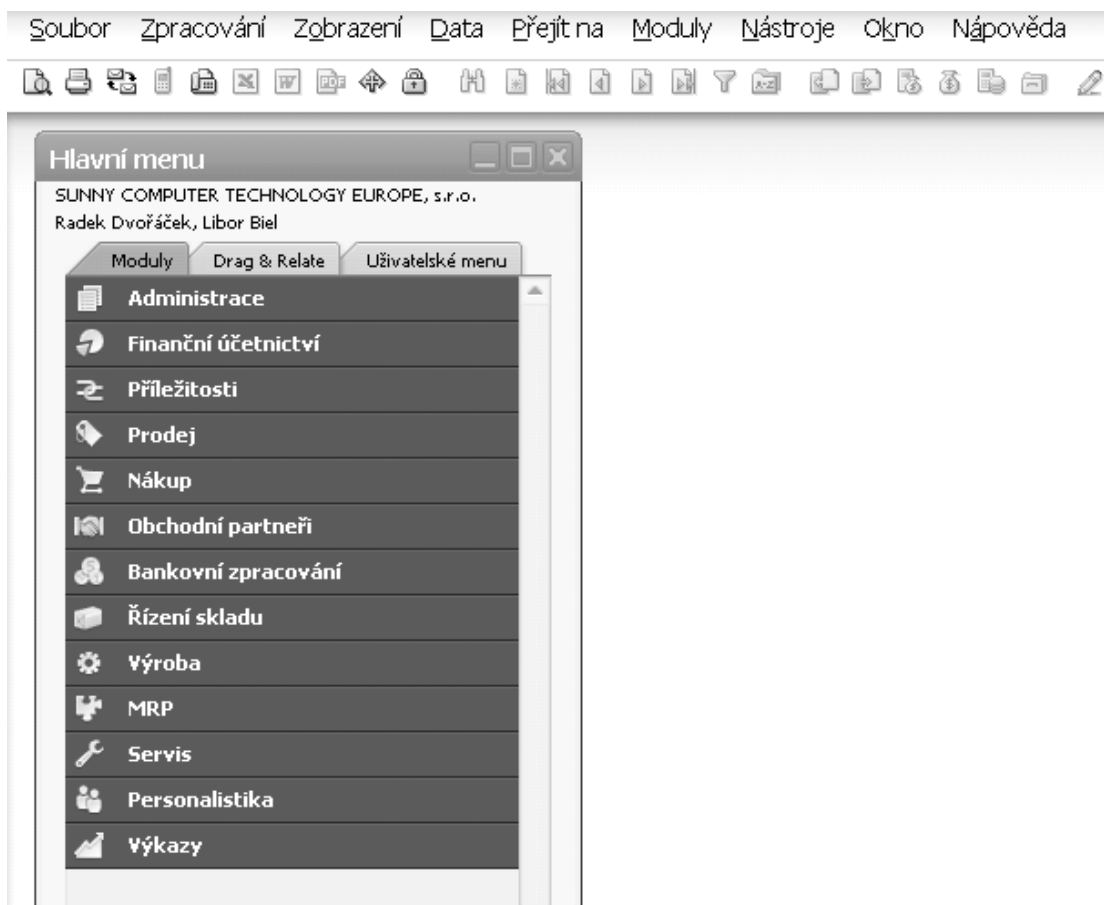 Soubor Zpracování Zobrazení Data Přejít na Moduly Nástroje Okno Nápověda
Hlavní menu
SUNNY COMPUTER TECHNOLOGY EUROPE, s.r.o.
Radek Dvořáček, Libor Biel
Moduly Drag & Relate Uživatelské menu
Administrace
Finanční účetnictví
Příležitosti
Prodej
Nákup
Obchodní partneři
Bankovní zpracování
Řízení skladu
Výroba
MRP
Servis
Personalistika
Výkazy